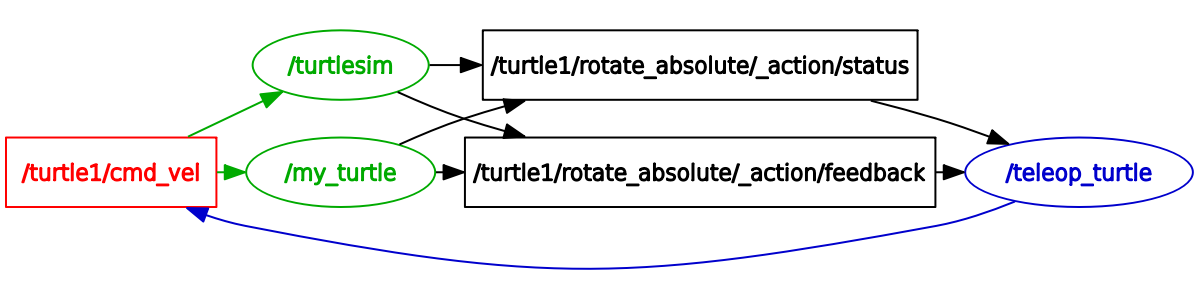 /turtlesim
/turtle1/rotate_absolute/_action/status
/turtle1/cmd_vel
/my_turtle
/turtle1/rotate_absolute/_action/feedback
/teleop_turtle